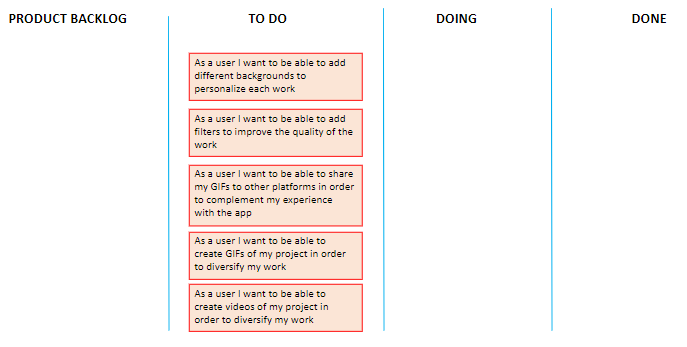 PRODUCT BACKLOG
TO DO
DOING
DONE
As a user I want to be able to add
different backgrounds to
personalize each work
As a user I want to be able to add
filters to improve the quality of the
work
As a user I want to be able to share
my GIFs to other platforms in order
to complement my experience
with the app
As a user I want to be able to
create GIFs of my project in order
to diversify my work
As a user I want to be able to
create videos of my project in
order to diversify my work